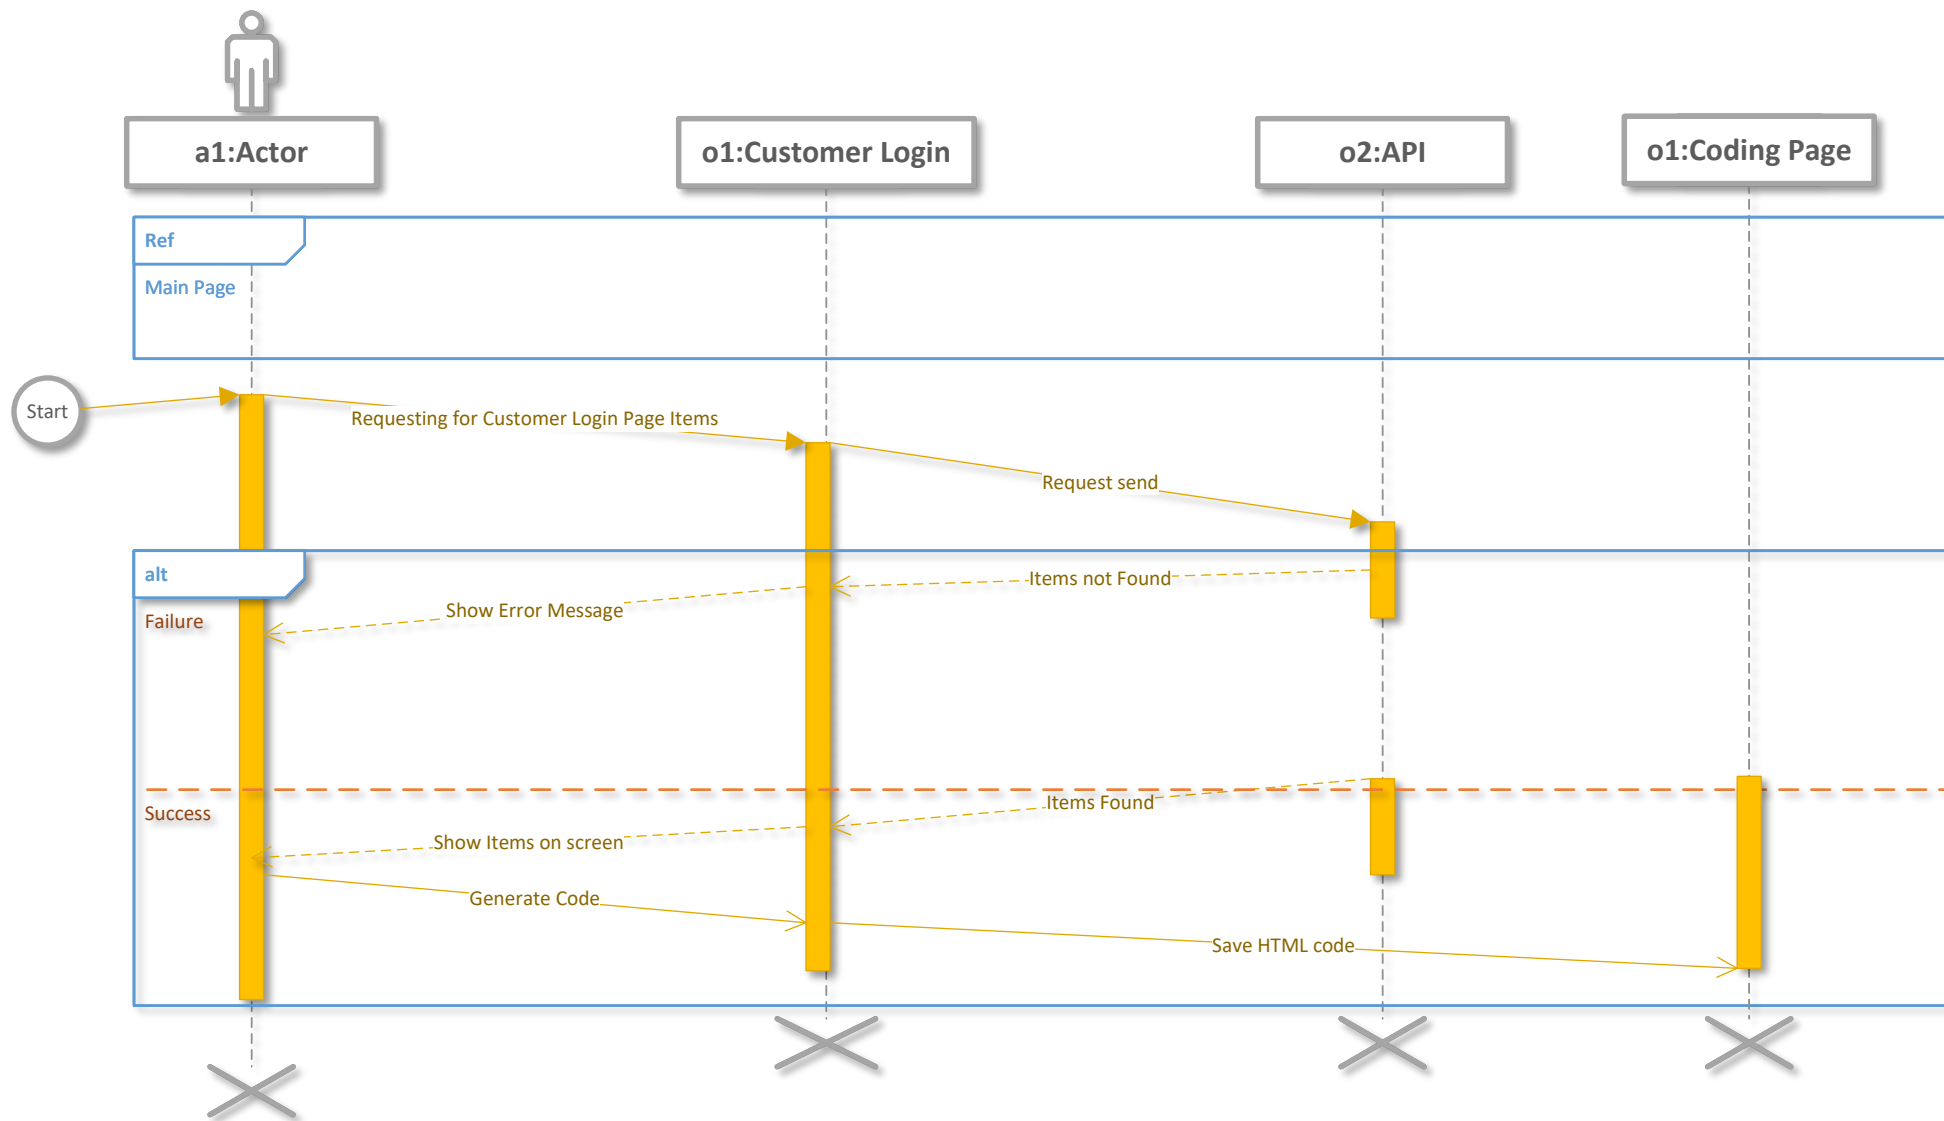 a1:Actor
o1:Customer Login
o2:API
o1:Coding Page
Ref
Main Page
Start
Requesting for Customer Login Page Items
Request send
alt
Items not Found
Show Error Message
Failure
Items Found
Success
Show Items on screen
Generate Code
Save HTML code